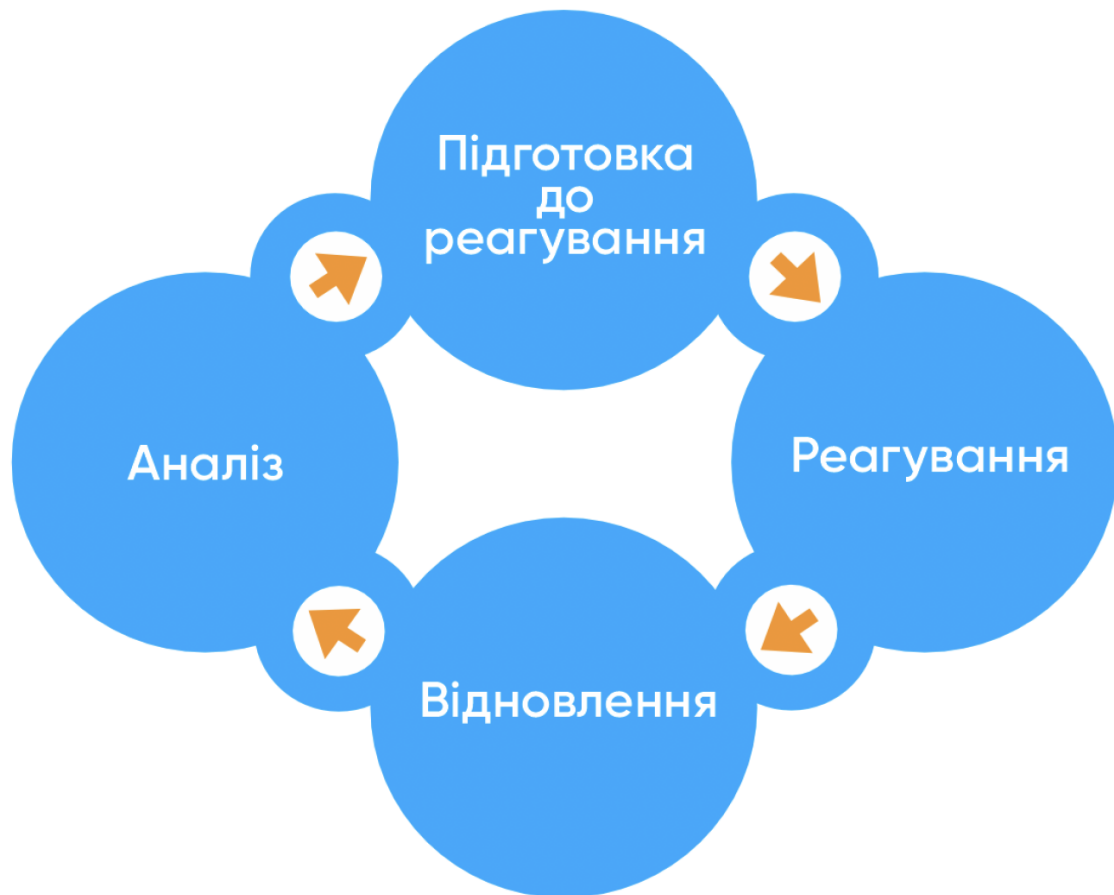 Підготовка
до
реагування
Аналіз
Реагування
Відновлення